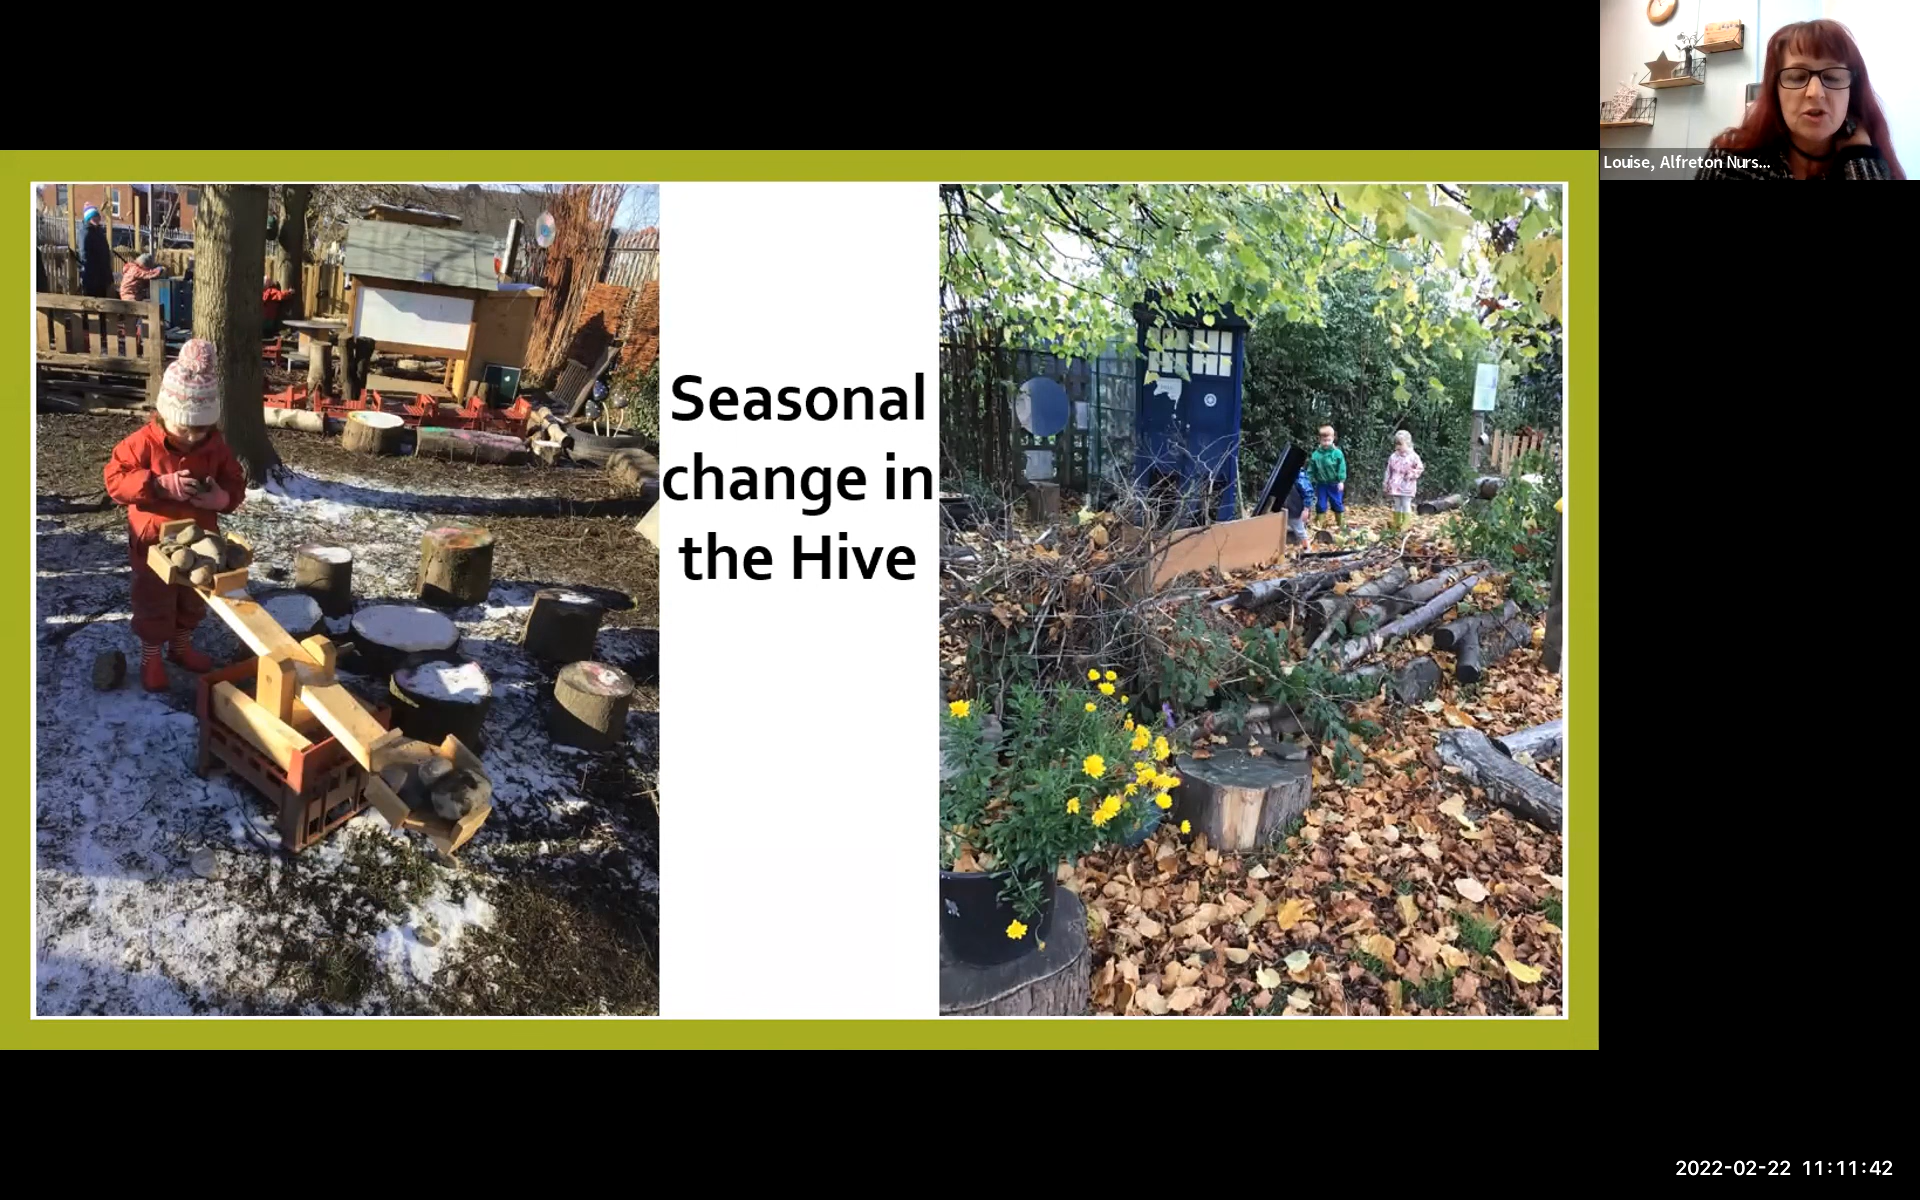 Louise, Alfreton Nurs...
Seasonal
change in
the Hive
2022-02-22 11:11:42